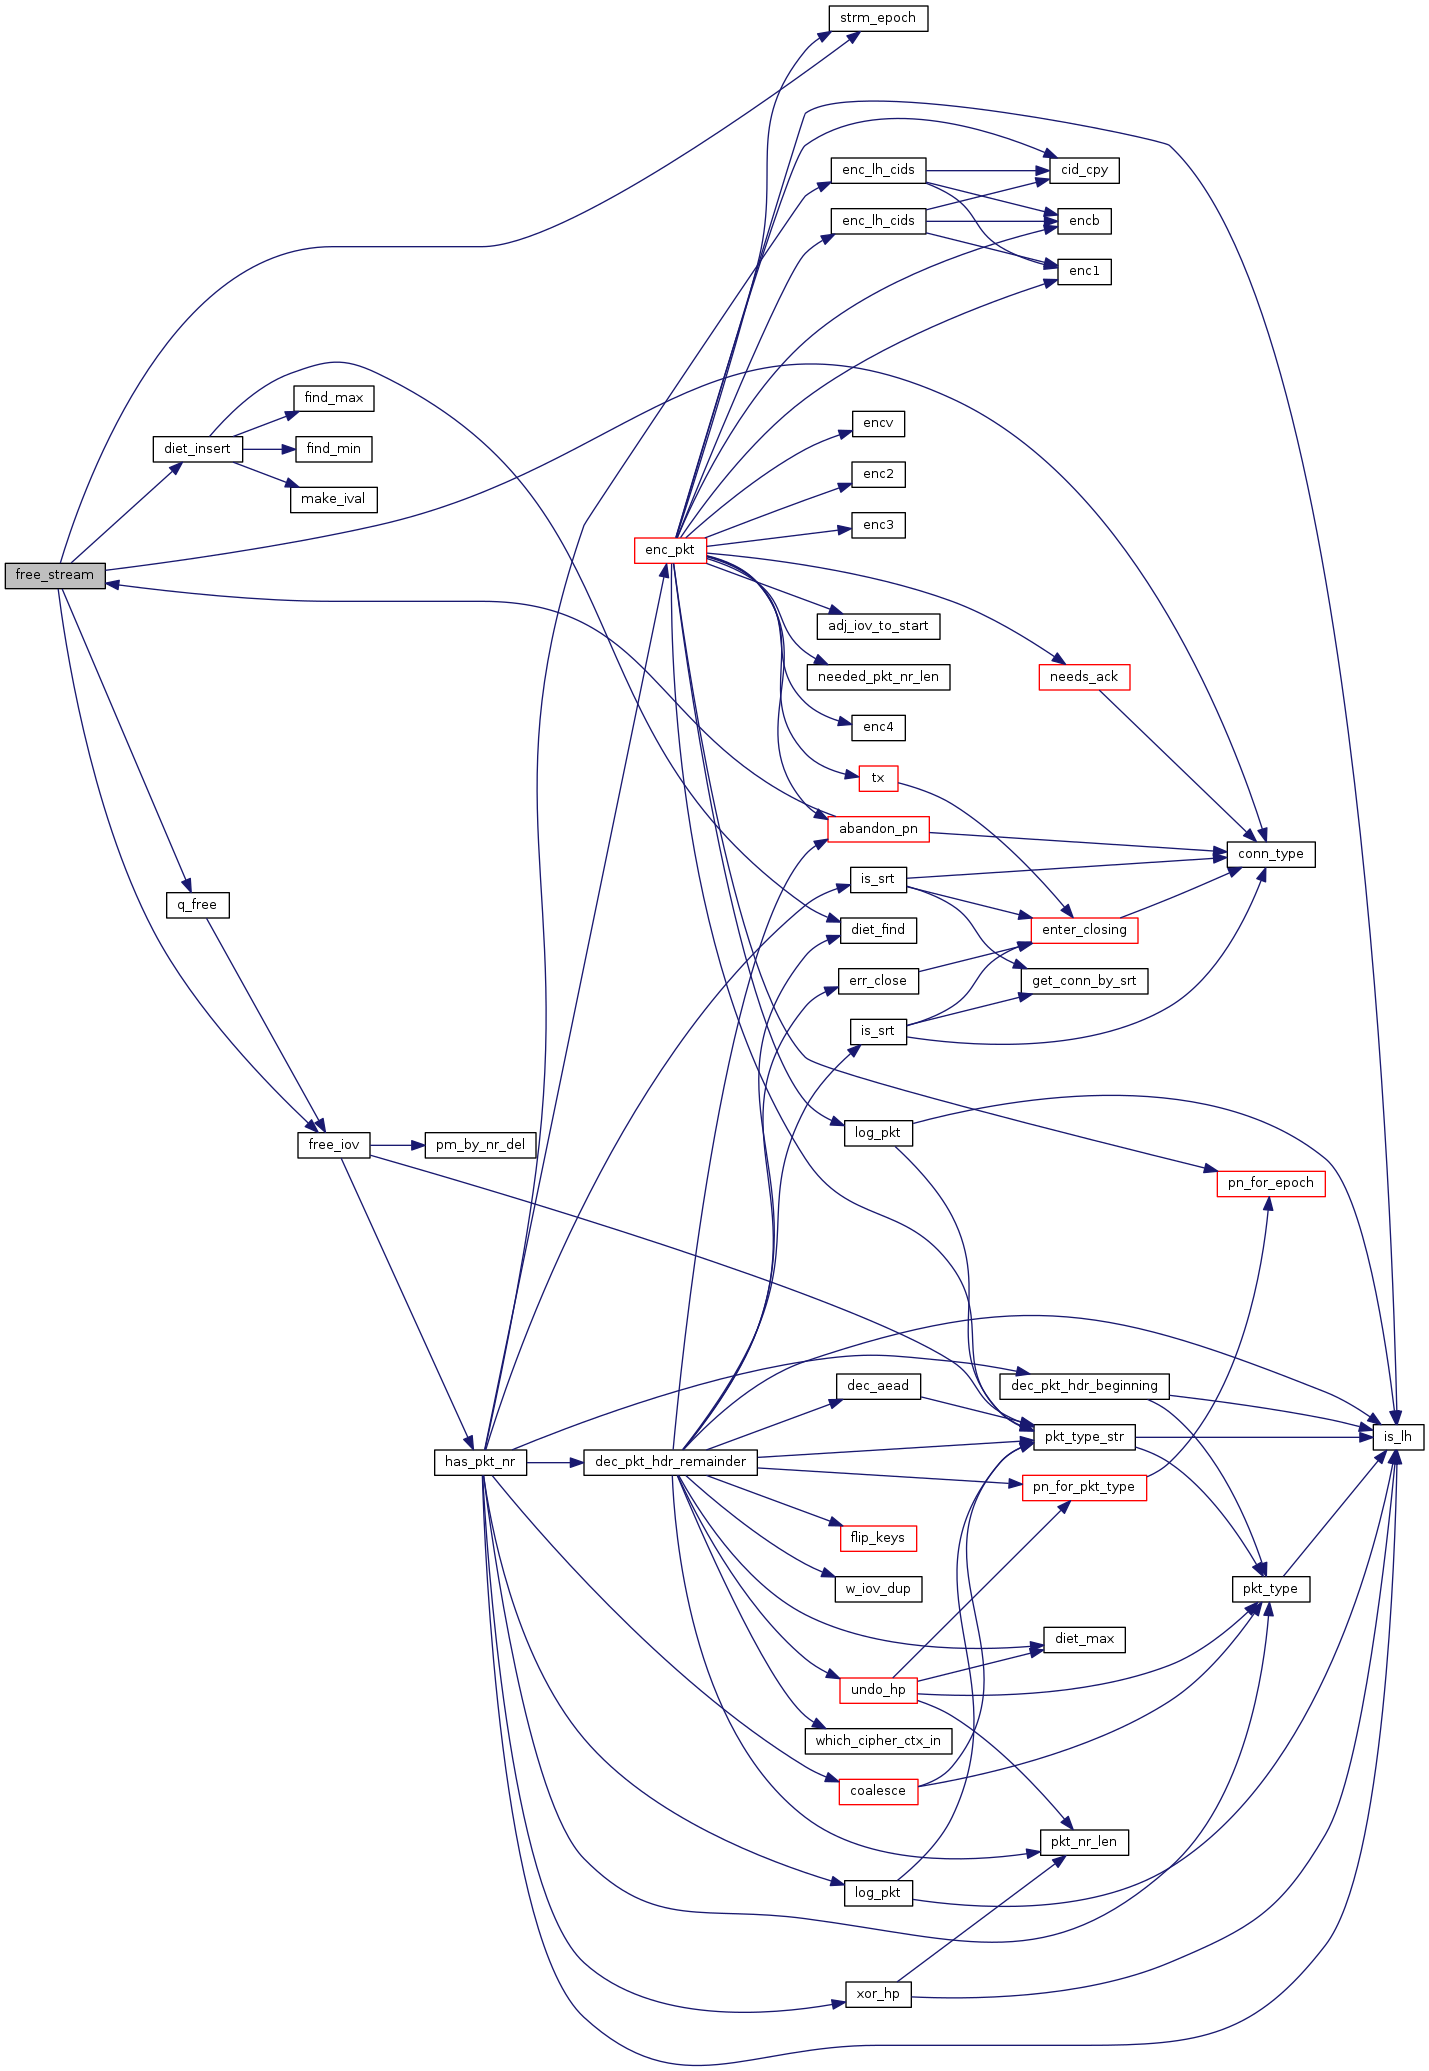 strm_epoch
enc_lh_cids
cid_cpy
enc_lh_cids
encb
enc1
find_max
encv
diet_insert
find_min
enc2
make_ival
enc3
enc_pkt
free_stream
adj_iov_to_start
needed_pkt_nr_len
needs_ack
enc4
tx
abandon_pn
conn_type
is_srt
q_free
diet_find
enter_closing
err_close
get_conn_by_srt
is_srt
log_pkt
free_iov
pm_by_nr_del
pn_for_epoch
dec_aead
dec_pkt_hdr_beginning
pkt_type_str
is_lh
has_pkt_nr
dec_pkt_hdr_remainder
pn_for_pkt_type
flip_keys
w_iov_dup
pkt_type
diet_max
undo_hp
which_cipher_ctx_in
coalesce
pkt_nr_len
log_pkt
xor_hp